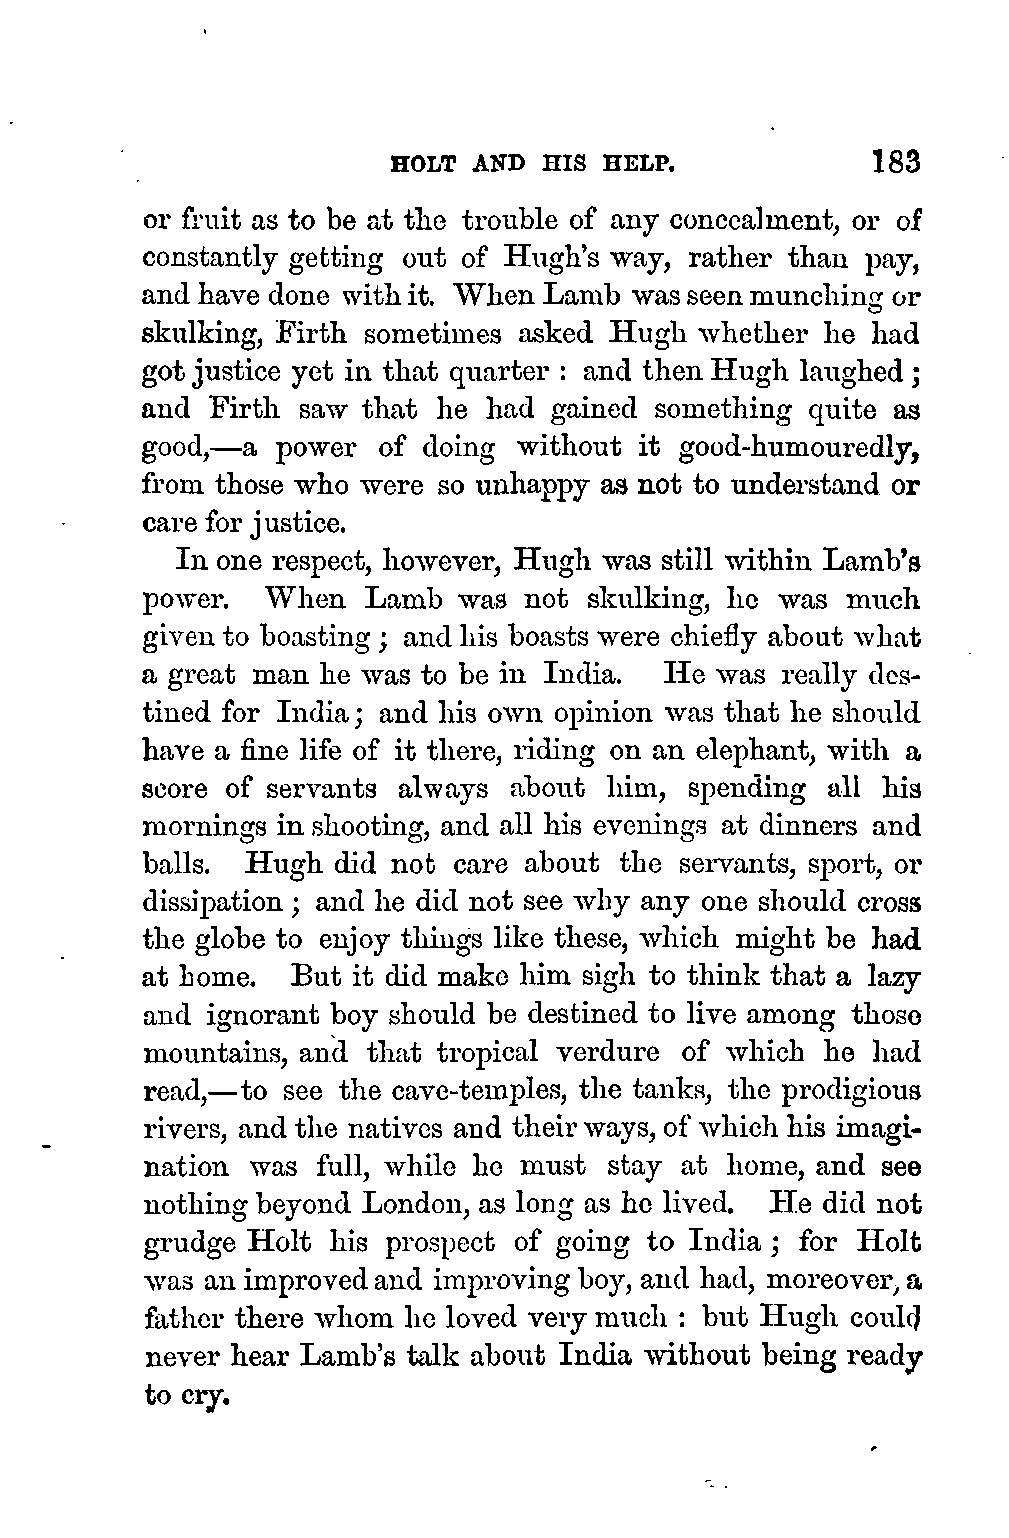 HOLT AND HIS HELP. 183
or fruit as to be at the trouble of any concealment, or of
constantly getting out of Hugh's way, rather than pay,
and have done with it. When Lamb was seen munching or
skulking, Firth sometimes asked Hugh whether he had
got justice yet in that quarter : and then Hugh laughed ;
and Firth saw that he had gained something quite as
good,—a power of doing without it good-humouredly,
from those who were so unhappy as not to understand or
care for justice.
In one respect, however, Hugh was still within Lamb's
power. When Lamb was not skulking, he was much
given to boasting ; and his boasts were chiefly about what
a great man he was to be in India. He was really des-
tined for India; and his own opinion was that he should
have a fine life of it there, riding on an elephant, with a
score of servants always about him, spending all his
mornings in shooting, and all his evenings at dinners and
balls. Hugh did not care about the servants, sport, or
dissipation ; and he did not see why any one should cross
the globe to enjoy things like these, which might be had
at home. But it did make him sigh to think that a lazy
and ignorant boy should be destined to live among those
mountains, and that tropical verdure of which he had
read,—to see the cave-temples, the tanks, the prodigious
rivers, and the natives and their ways, of which his imagi-
nation was full, while he must stay at home, and see
nothing beyond London, as long as he lived. He did not
grudge Holt his prospect of going to India ; for Holt
was an improved and improving boy, and had, moreover, a
father there whom he loved very much : but Hugh could
never hear Lamb's talk about India without being ready
to cry.